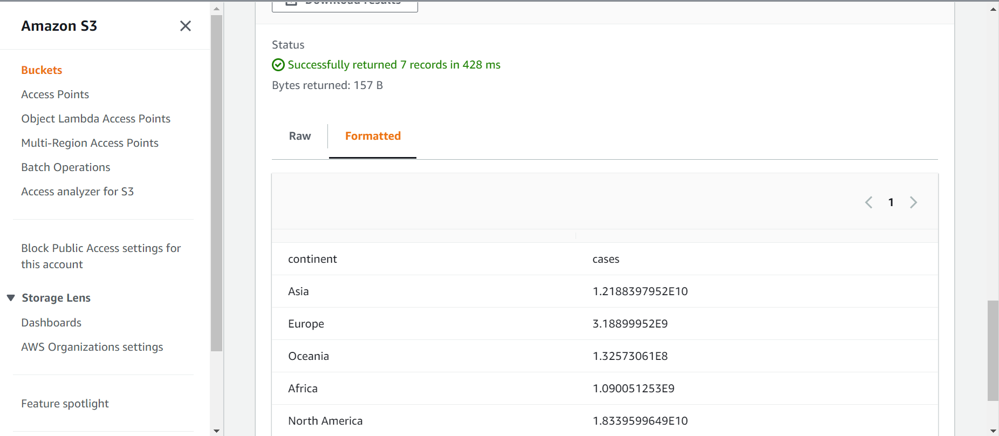 Amazon S3
Buckets
Access Points
Object Lambda Access Points
Multi-Region Access Points
Batch Operations
Access analyzer for S3
Block Public Access settings for
this account
Storage Lens
Dashboards
AWS Organizations settings
Feature spotlight
Download results
Status
Successfully returned 7 records in 428 ms
Bytes returned: 157 B
Raw Formatted
1
continent cases
Asia 1.2188397952E10
Europe 3.18899952E9
Oceania 1.32573061E8
Africa 1.090051253E9
North America 1.8339599649E10